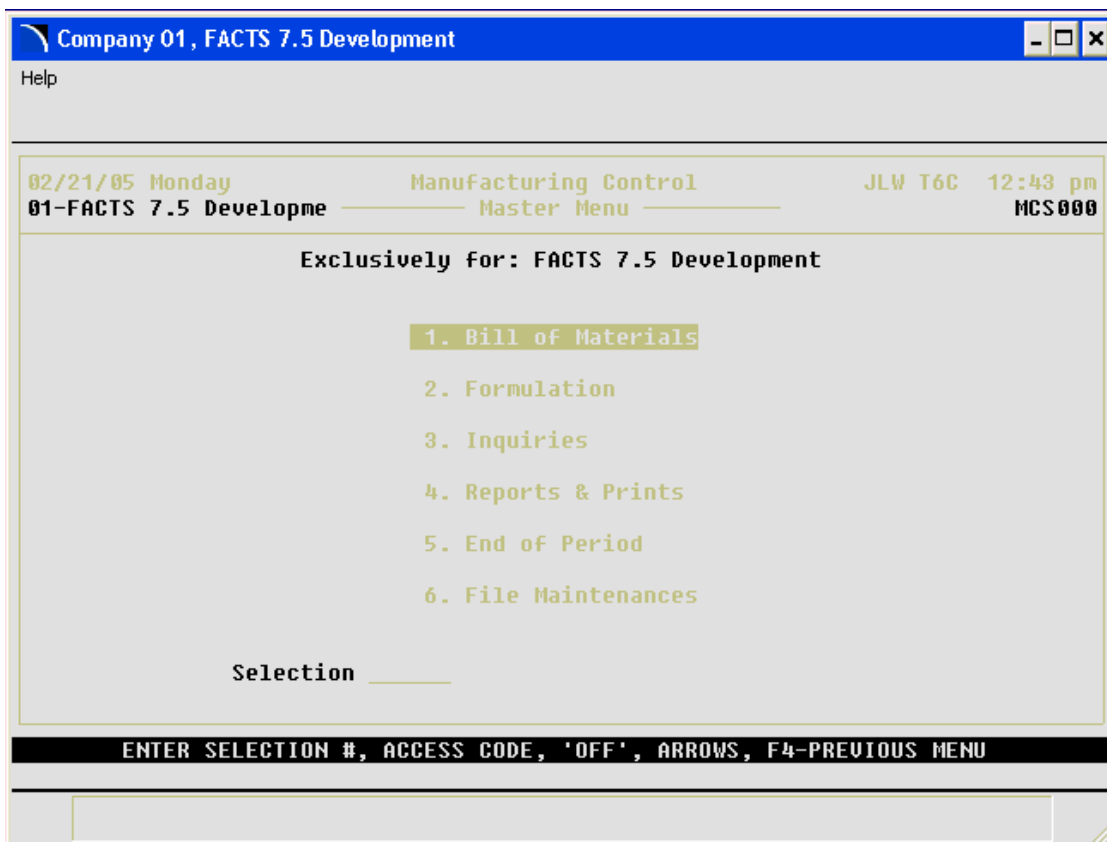 Company 01, FACTS 7.5 Development
Help
02/21/05 Monday Manufacturing Control JLW T6C 12:43 pm
01-FACTS 7.5 Developme Master Menu MCS000
Exclusively for: FACTS 7.5 Development
1. Bill of Materials
2. Formulation
3. Inquiries
4. Reports & Prints
5. End of Period
6. File Maintenances
Selection ______
ENTER SELECTION #, ACCESS CODE, 'OFF', ARROWS, F4-PREVIOUS MENU